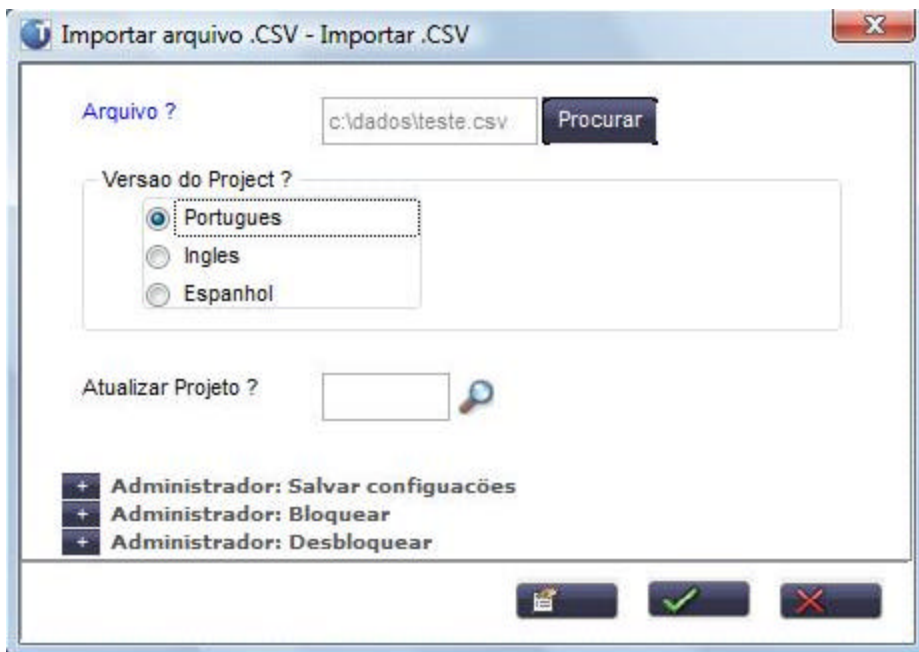 Importar arquivo .CSV - Importar .CSV
Arquivo ?
c:\dados\teste.csv
Procurar
Versao do Project ?
Portugues
Ingles
Espanhol
Atualizar Projeto ?
+ Administrador: Salvar configuacöes
+ Administrador: Bloquear
+ Administrador: Desbloquear